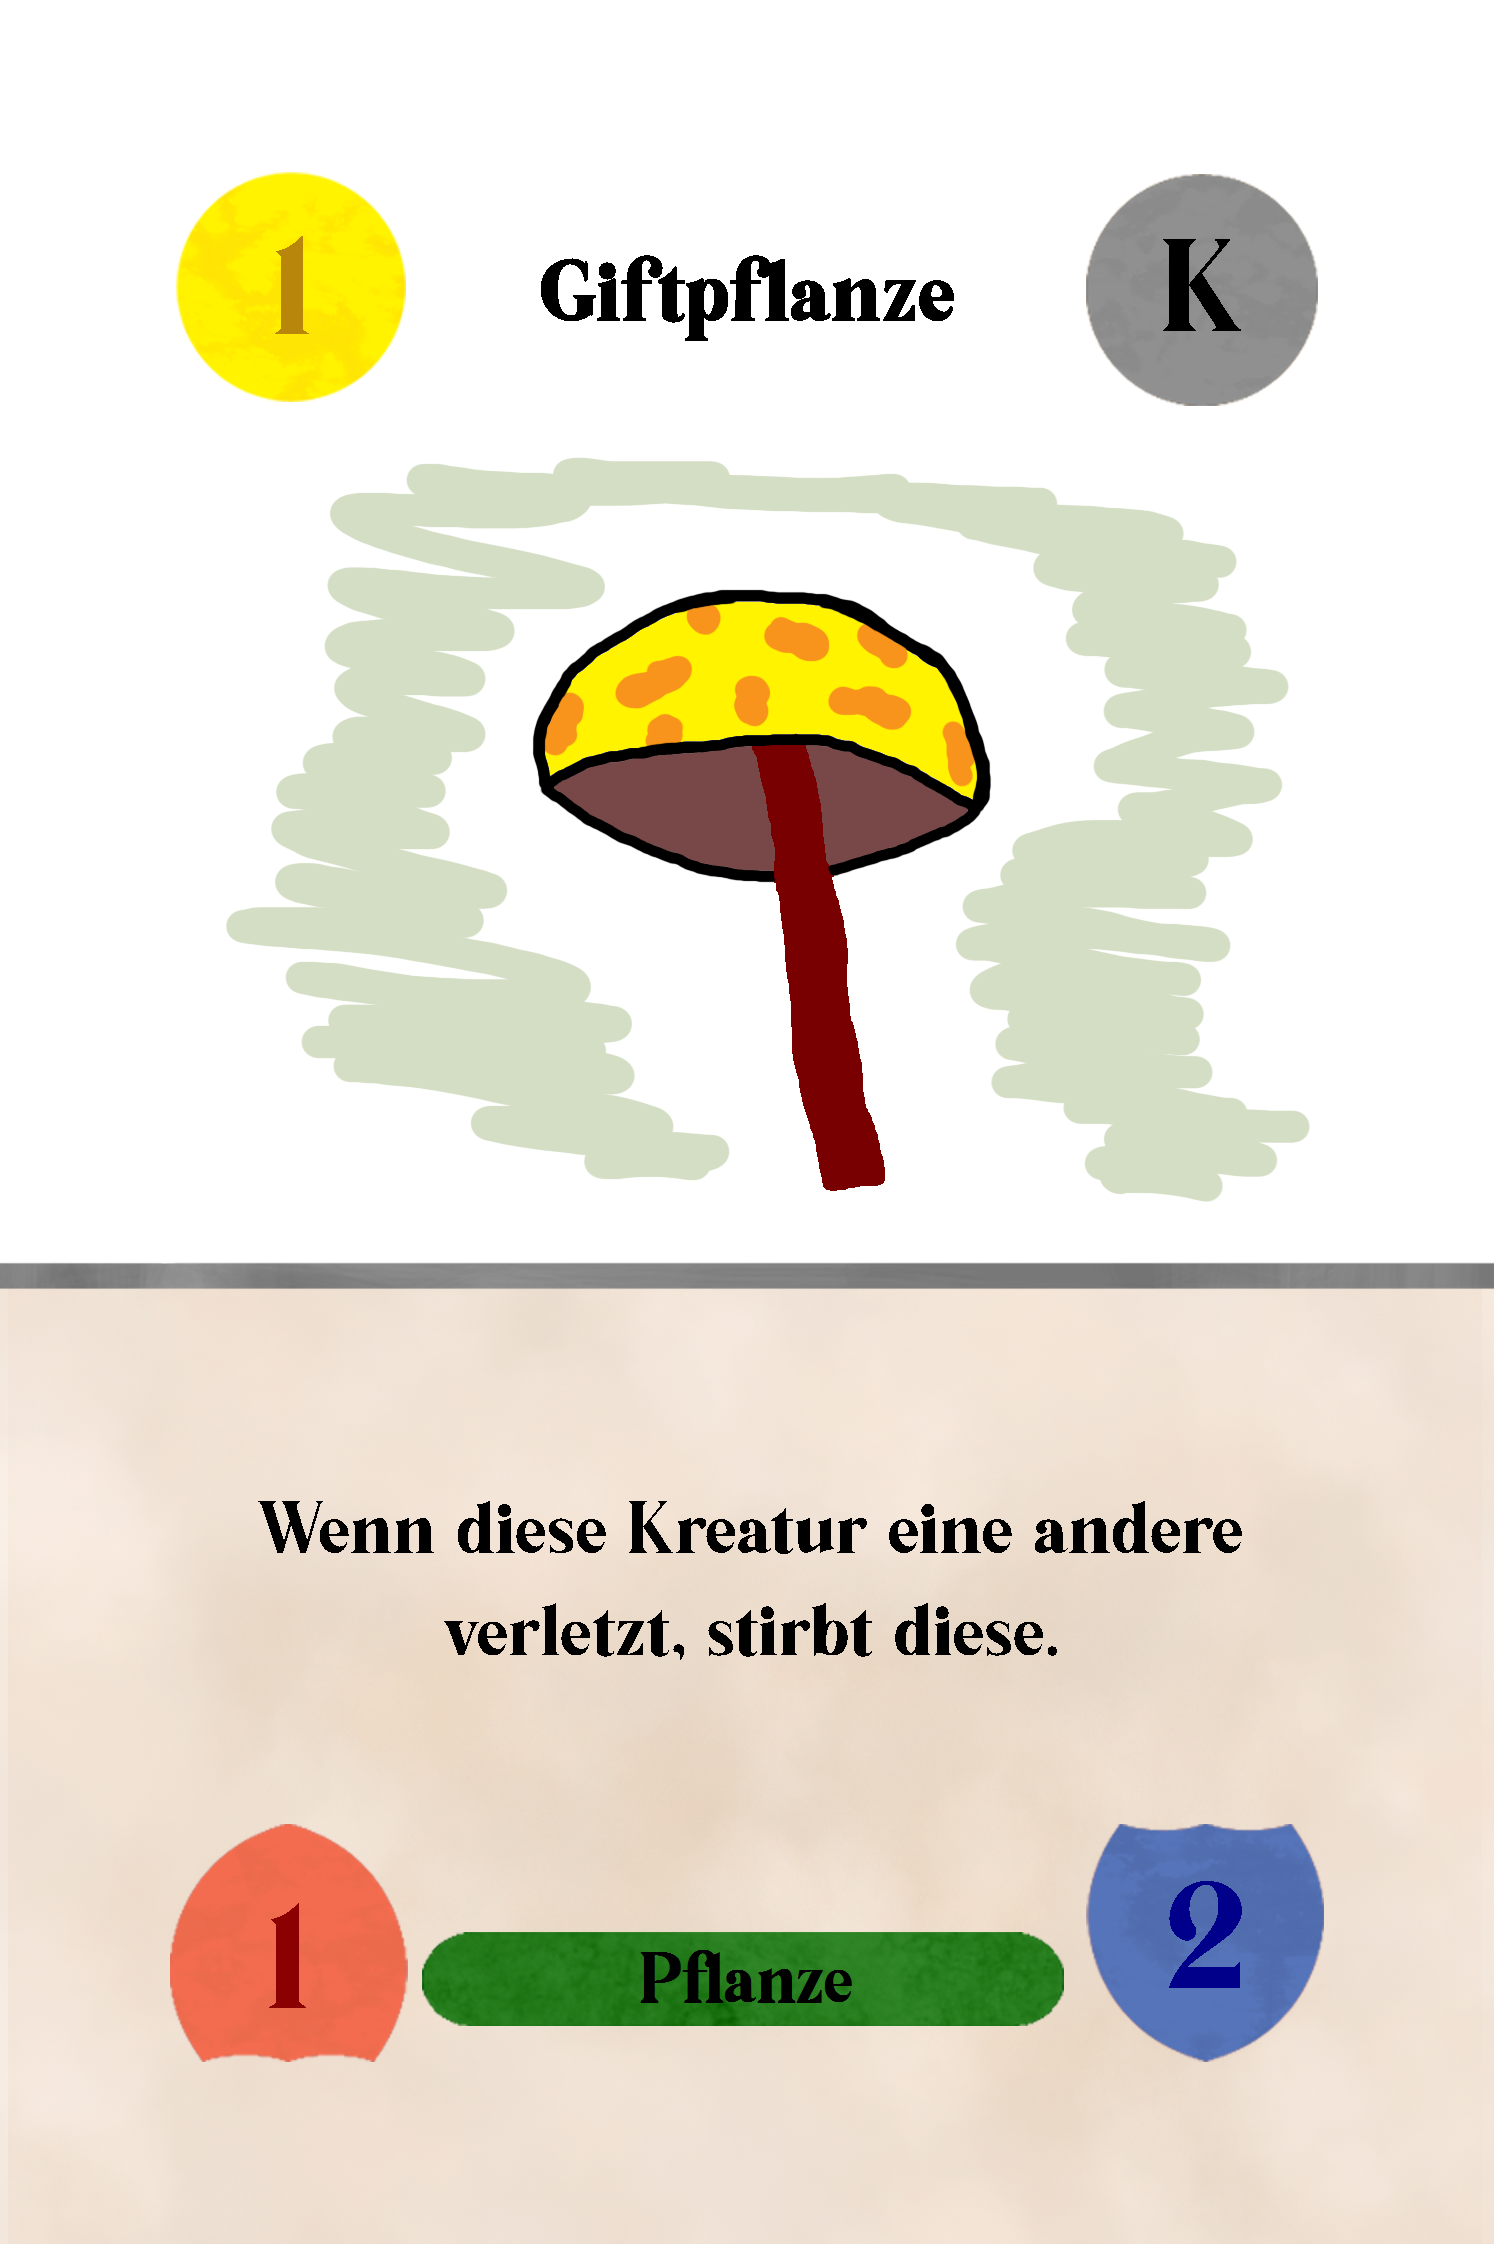 1
Giftpflanze
K
Wenn diese Kreatur eine andere
verletzt, stirbt diese.
1
Pflanze
2